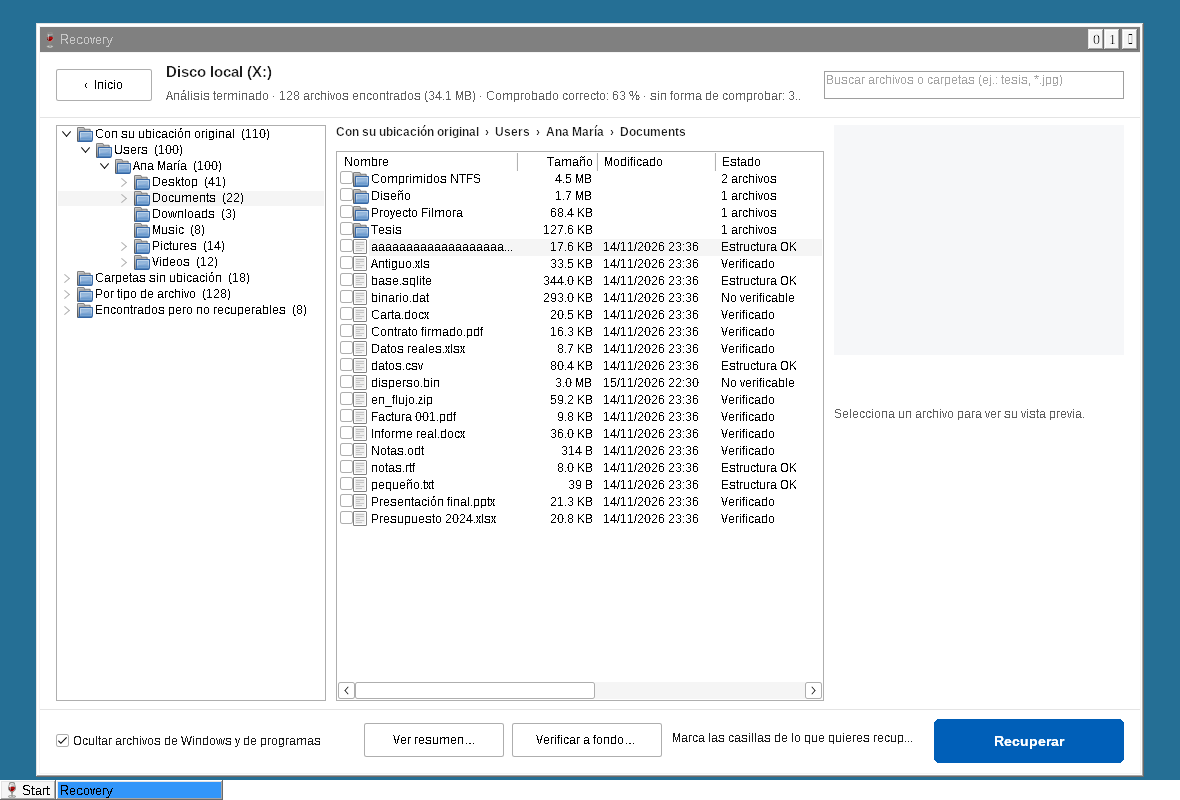 Recovery
0 1
‹ Inicio
Disco local (X:)
Análisis terminado · 128 archivos encontrados (34.1 MB) · Comprobado correcto: 63 % · sin forma de comprobar: 3..
Buscar archivos o carpetas (ej.: tesis, *.jpg)
Con su ubicación original (110)
Users (100)
Ana María (100)
Desktop (41)
Documents (22)
Downloads (3)
Music (8)
Pictures (14)
Videos (12)
Carpetas sin ubicación (18)
Por tipo de archivo (128)
Encontrados pero no recuperables (8)
Con su ubicación original › Users › Ana María › Documents
Nombre Tamaño Modificado Estado
Comprimidos NTFS 4.5 MB 2 archivos
Diseño 1.7 MB 1 archivos
Proyecto Filmora 68.4 KB 1 archivos
Tesis 127.6 KB 1 archivos
aaaaaaaaaaaaaaaaaaa... 17.6 KB 14/11/2026 23:36 Estructura OK
Antiguo.xls 33.5 KB 14/11/2026 23:36 Verificado
base.sqlite 344.0 KB 14/11/2026 23:36 Estructura OK
binario.dat 293.0 KB 14/11/2026 23:36 No verificable
Carta.docx 20.5 KB 14/11/2026 23:36 Verificado
Contrato firmado.pdf 16.3 KB 14/11/2026 23:36 Verificado
Datos reales.xlsx 8.7 KB 14/11/2026 23:36 Verificado
datos.csv 80.4 KB 14/11/2026 23:36 Estructura OK
disperso.bin 3.0 MB 15/11/2026 22:30 No verificable
en_flujo.zip 59.2 KB 14/11/2026 23:36 Verificado
Factura 001.pdf 9.8 KB 14/11/2026 23:36 Verificado
Informe real.docx 36.0 KB 14/11/2026 23:36 Verificado
Notas.odt 314 B 14/11/2026 23:36 Verificado
notas.rtf 8.0 KB 14/11/2026 23:36 Estructura OK
pequeño.txt 39 B 14/11/2026 23:36 Estructura OK
Presentación final.pptx 21.3 KB 14/11/2026 23:36 Verificado
Presupuesto 2024.xlsx 20.8 KB 14/11/2026 23:36 Verificado
Selecciona un archivo para ver su vista previa.
Ocultar archivos de Windows y de programas
Ver resumen...
Verificar a fondo...
Marca las casillas de lo que quieres recup...
Recuperar
Start
Recovery